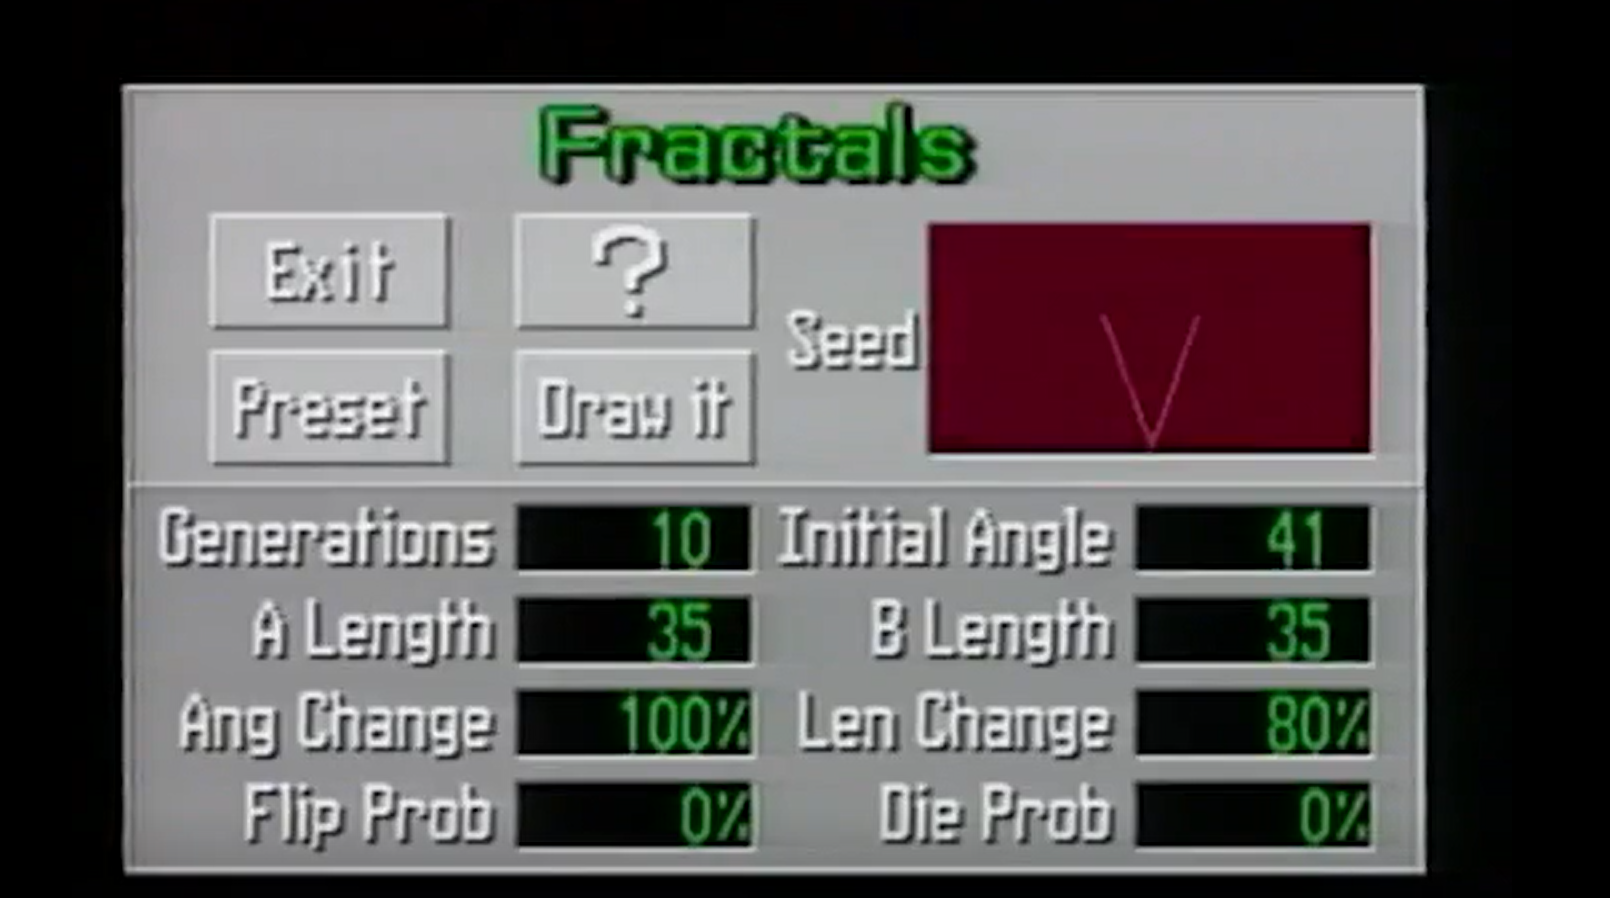 Fractals
Exit
?
Seed
Preset
Draw it
Generations 10 Initial Angle 41
A Length 35 B Length 35
Ang Change 100% Len Change 80%
Flip Prob 0% Die Prob 0%